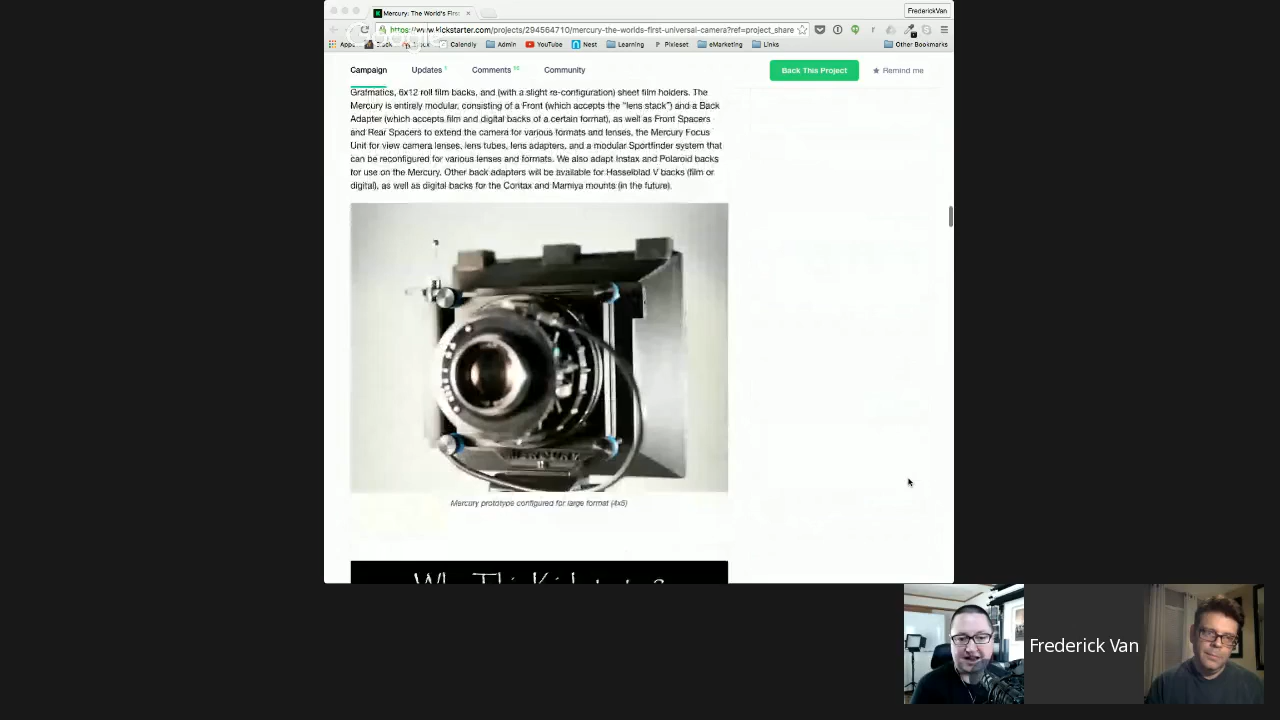 Mercury: The World's Firs
FrederickVan
https://www.kickstarter.com/projects/294564710/mercury-the-worlds-first-universal-camera?ref=project_share
Google
Apps
Calendly
Admin
YouTube
Nest
Learning
Pixieset
eMarketing
Links
Other Bookmarks
Campaign
Updates 1
Comments
Community
Back This Project
Remind me
Grafmatics, 6x12 roll film backs, and (with a slight re-configuration) sheet film holders. The
Mercury is entirely modular, consisting of a Front (which accepts the "lens stack") and a Back
Adapter (which accepts film and digital backs of a certain format), as well as Front Spacers
and Rear Spacers to extend the camera for various formats and lenses, the Mercury Focus
Unit for view camera lenses, lens tubes, lens adapters, and a modular Sportfinder system that
can be reconfigured for various lenses and formats. We also adapt Instax and Polaroid backs
for use on the Mercury. Other back adapters will be available for Hasselblad V backs (film or
digital), as well as digital backs for the Contax and Mamiya mounts (in the future).
MERCURY
Mercury prototype configured for large format (4x5)
Frederick Van